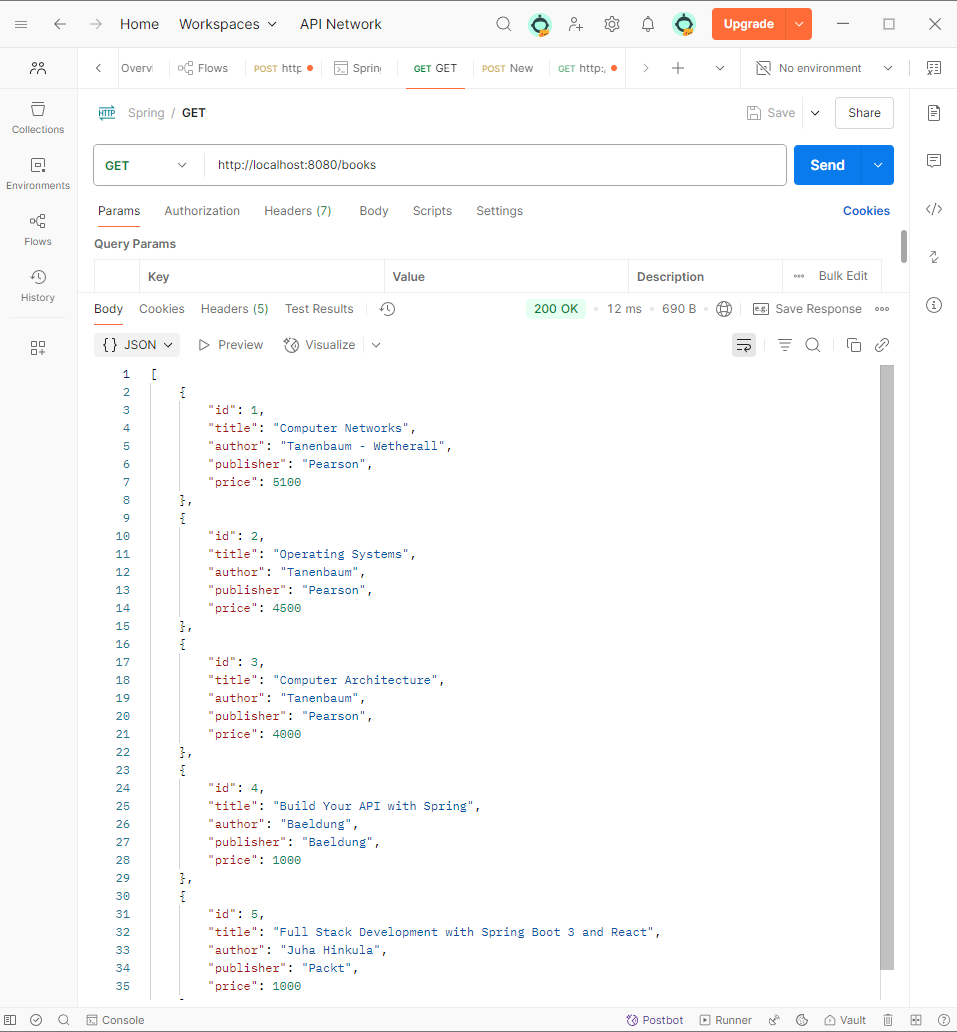 Home Workspaces API Network Upgrade
Overvi Flows POST http Spring GET GET POST New GET http:, No environment
Collections
Environments
Flows
History
HTTP Spring / GET Save Share
GET http://localhost:8080/books Send
Params Authorization Headers (7) Body Scripts Settings Cookies
Query Params
Key Value Description Bulk Edit
Body Cookies Headers (5) Test Results 200 OK 12 ms 690 B e.g. Save Response
{} JSON Preview Visualize
1 [
2 {
3 "id": 1,
4 "title": "Computer Networks",
5 "author": "Tanenbaum - Wetherall",
6 "publisher": "Pearson",
7 "price": 5100
8 },
9 {
10 "id": 2,
11 "title": "Operating Systems",
12 "author": "Tanenbaum",
13 "publisher": "Pearson",
14 "price": 4500
15 },
16 {
17 "id": 3,
18 "title": "Computer Architecture",
19 "author": "Tanenbaum",
20 "publisher": "Pearson",
21 "price": 4000
22 },
23 {
24 "id": 4,
25 "title": "Build Your API with Spring",
26 "author": "Baeldung",
27 "publisher": "Baeldung",
28 "price": 1000
29 },
30 {
31 "id": 5,
32 "title": "Full Stack Development with Spring Boot 3 and React",
33 "author": "Juha Hinkula",
34 "publisher": "Packt",
35 "price": 1000
Console Postbot Runner Vault